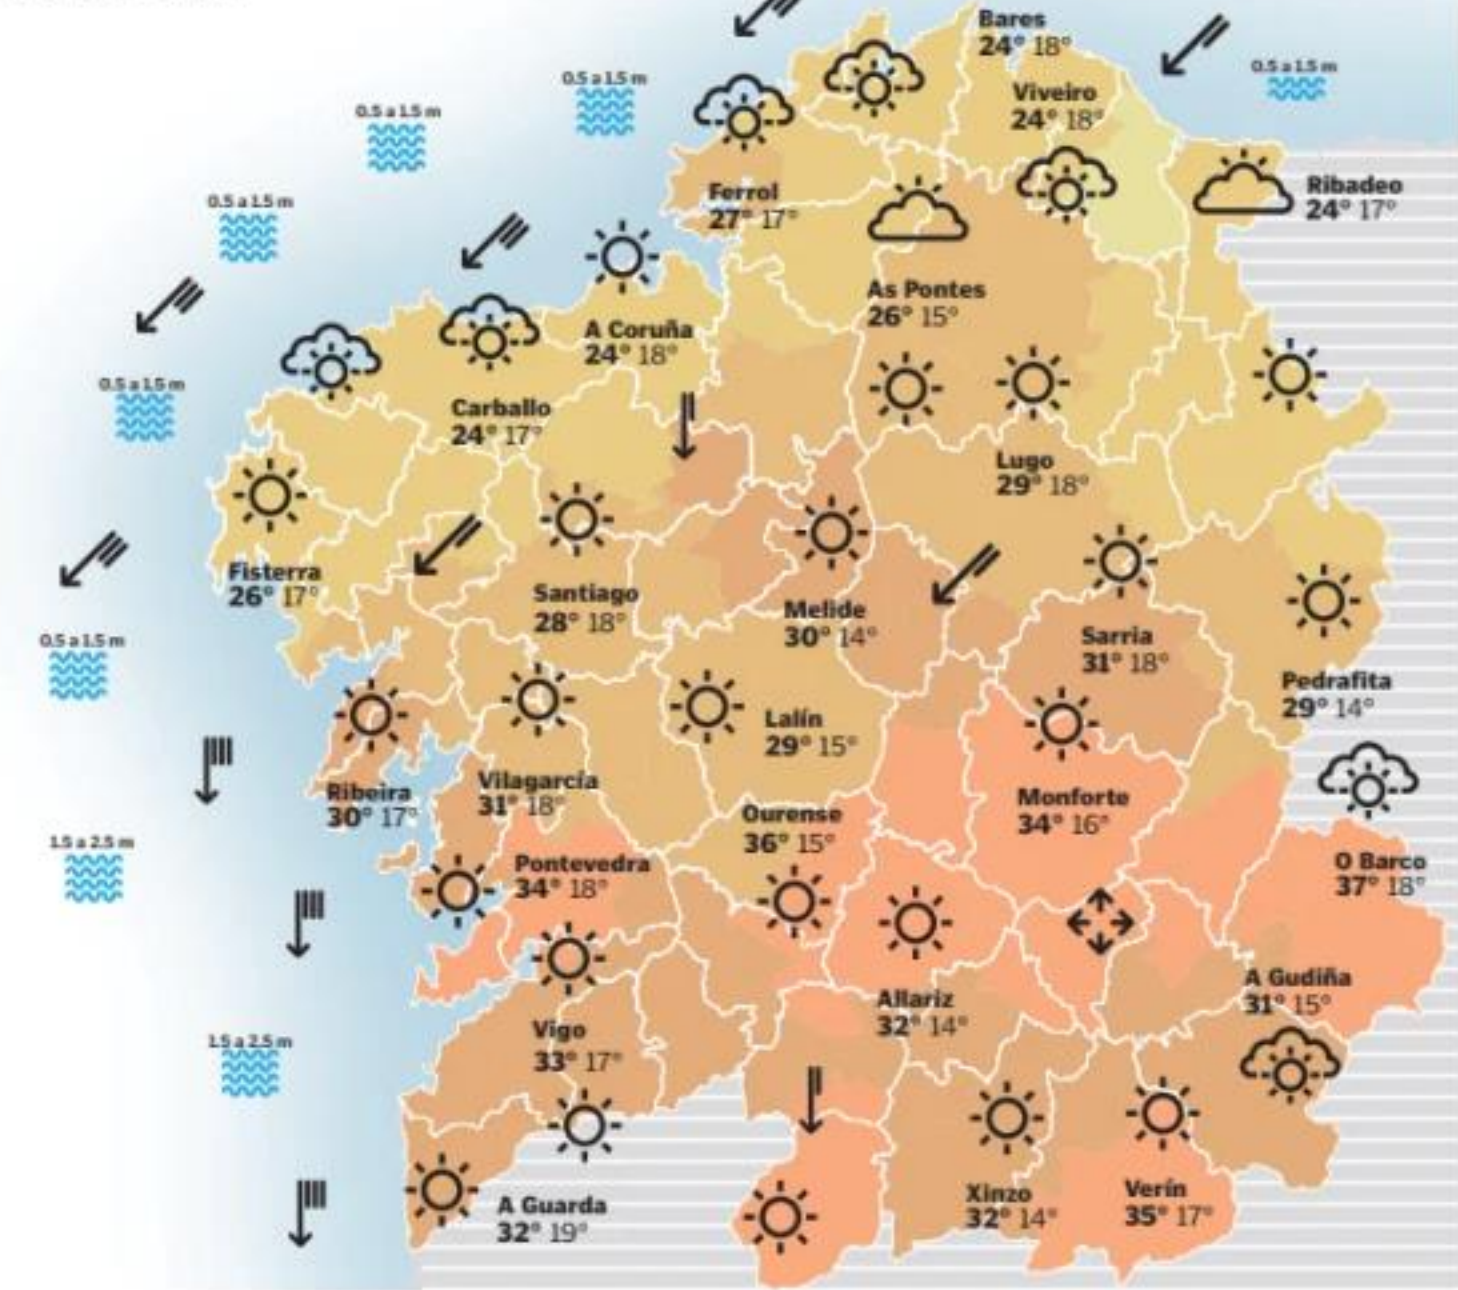 Bares
24° 18°
0.5 a 1.5 m
0.5 a 1.5 m
Viveiro
24° 18°
0.5 a 1.5 m
Ferrol
27° 17°
Ribadeo
24° 17°
0.5 a 1.5 m
As Pontes
26° 15°
A Coruña
24° 18°
0.5 a 1.5 m
Carballo
24° 17°
Lugo
29° 18°
Fisterra
26° 17°
Santiago
28° 18°
Melide
30° 14°
Sarria
31° 18°
0.5 a 1.5 m
Pedrafita
29° 14°
Lalín
29° 15°
Ribeira
30° 17°
Vilagarcía
31° 18°
Monforte
34° 16°
Ourense
36° 15°
1.5 a 2.5 m
Pontevedra
34° 18°
O Barco
37° 18°
A Gudiña
31° 15°
Allariz
32° 14°
Vigo
33° 17°
1.5 a 2.5 m
A Guarda
32° 19°
Xinzo
32° 14°
Verín
35° 17°